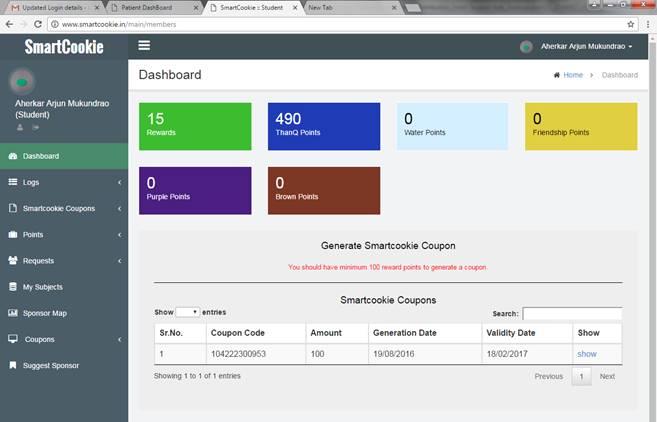 Updated Login details -
Patient DashBoard
SmartCookie :: Student
New Tab
www.smartcookie.in/main/members
SmartCookie
Aherkar Arjun Mukundrao
Aherkar Arjun Mukundrao
(Student)
Dashboard
Logs
Smartcookie Coupons
Points
Requests
My Subjects
Sponsor Map
Coupons
Suggest Sponsor
Dashboard
Home > Dashboard
15
Rewards
490
ThanQ Points
0
Water Points
0
Friendship Points
0
Purple Points
0
Brown Points
Generate Smartcookie Coupon
You should have minimum 100 reward points to generate a coupon.
Smartcookie Coupons
Show entries
Search:
Sr.No. Coupon Code Amount Generation Date Validity Date Show
1 104222300953 100 19/08/2016 18/02/2017 show
Showing 1 to 1 of 1 entries
Previous 1 Next